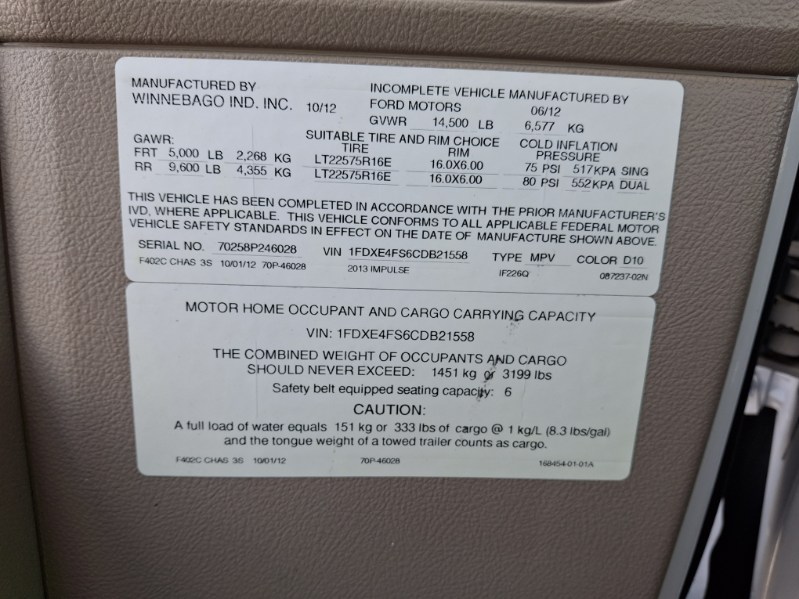 MANUFACTURED BY
WINNEBAGO IND. INC. 10/12
INCOMPLETE VEHICLE MANUFACTURED BY
FORD MOTORS 06/12
GVWR 14,500 LB 6,577 KG
GAWR: SUITABLE TIRE AND RIM CHOICE COLD INFLATION
TIRE RIM PRESSURE
FRT 5,000 LB 2,268 KG LT22575R16E 16.0X6.00 75 PSI 517KPA SING
RR 9,600 LB 4,355 KG LT22575R16E 16.0X6.00 80 PSI 552KPA DUAL
THIS VEHICLE HAS BEEN COMPLETED IN ACCORDANCE WITH THE PRIOR MANUFACTURER'S
IVD, WHERE APPLICABLE. THIS VEHICLE CONFORMS TO ALL APPLICABLE FEDERAL MOTOR
VEHICLE SAFETY STANDARDS IN EFFECT ON THE DATE OF MANUFACTURE SHOWN ABOVE.
SERIAL NO. 70258P246028 VIN 1FDXE4FS6CDB21558 TYPE MPV COLOR D10
F402C CHAS 3S 10/01/12 70P-46028 2013 IMPULSE IF226Q 087237-02N
MOTOR HOME OCCUPANT AND CARGO CARRYING CAPACITY
VIN: 1FDXE4FS6CDB21558
THE COMBINED WEIGHT OF OCCUPANTS AND CARGO
SHOULD NEVER EXCEED: 1451 kg or 3199 lbs
Safety belt equipped seating capacity: 6
CAUTION:
A full load of water equals 151 kg or 333 lbs of cargo @ 1 kg/L (8.3 lbs/gal)
and the tongue weight of a towed trailer counts as cargo.
F402C CHAS 3S 10/01/12 70P-46028 168454-01-01A